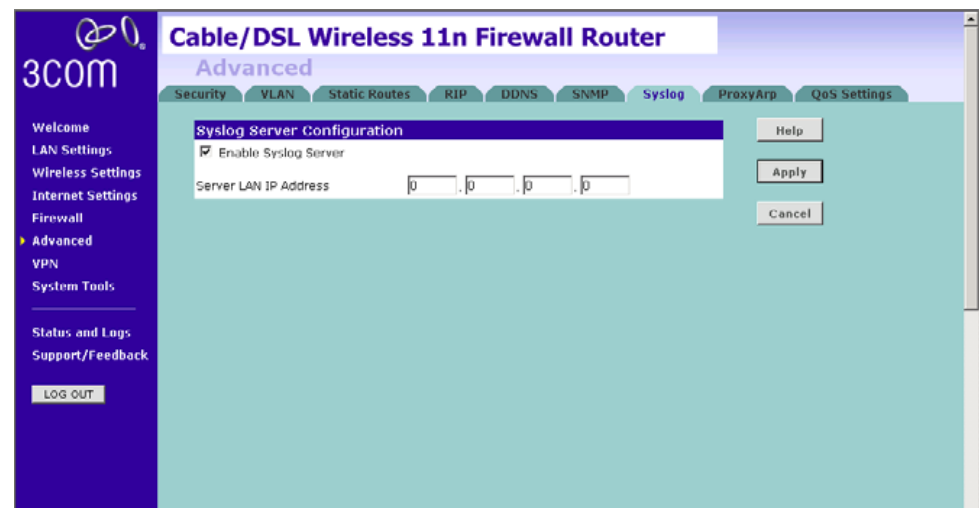 3COM
Cable/DSL Wireless 11n Firewall Router
Advanced
Security VLAN Static Routes RIP DDNS SNMP Syslog ProxyArp QoS Settings
Welcome
LAN Settings
Wireless Settings
Internet Settings
Firewall
Advanced
VPN
System Tools
Status and Logs
Support/Feedback
LOG OUT
Syslog Server Configuration
Enable Syslog Server
Server LAN IP Address 0 . 0 . 0 . 0
Help
Apply
Cancel